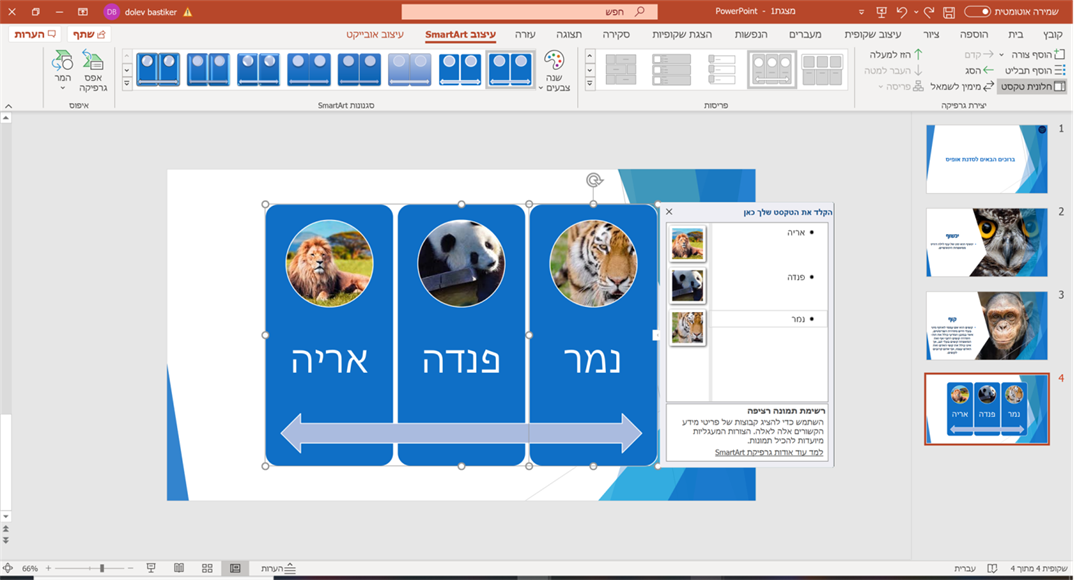 שמירה אוטומטית
מצגת1 - PowerPoint
חפש
dolev bastiker
DB
קובץ
בית
הוספה
ציור
עיצוב שקופית
מעברים
הנפשות
הצגת שקופיות
סקירה
תצוגה
עזרה
עיצוב SmartArt
עיצוב אובייקט
שתף
הערות
הוסף צורה
הוסף תבליט
חלונית טקסט
קדם
הסג
מימין לשמאל
הזז למעלה
העבר למטה
פריסה
יצירת גרפיקה
פריסות
שנה
צבעים
סגנונות SmartArt
אפס
גרפיקה
המר
איפוס
1
ברוכים הבאים לסדנת אופיס
2
ינשוף
3
קוף
4
נמר
פנדה
אריה
הקלד את הטקסט שלך כאן
אריה
פנדה
נמר
רשימת תמונה רציפה
השתמש כדי להציג קבוצות של פריטי מידע
הקשורים אלה לאלה. הצורות המעגליות
מיועדות להכיל תמונות.
למד עוד אודות גרפיקת SmartArt
נמר
פנדה
אריה
שקופית 4 מתוך 4
עברית
הערות
66%